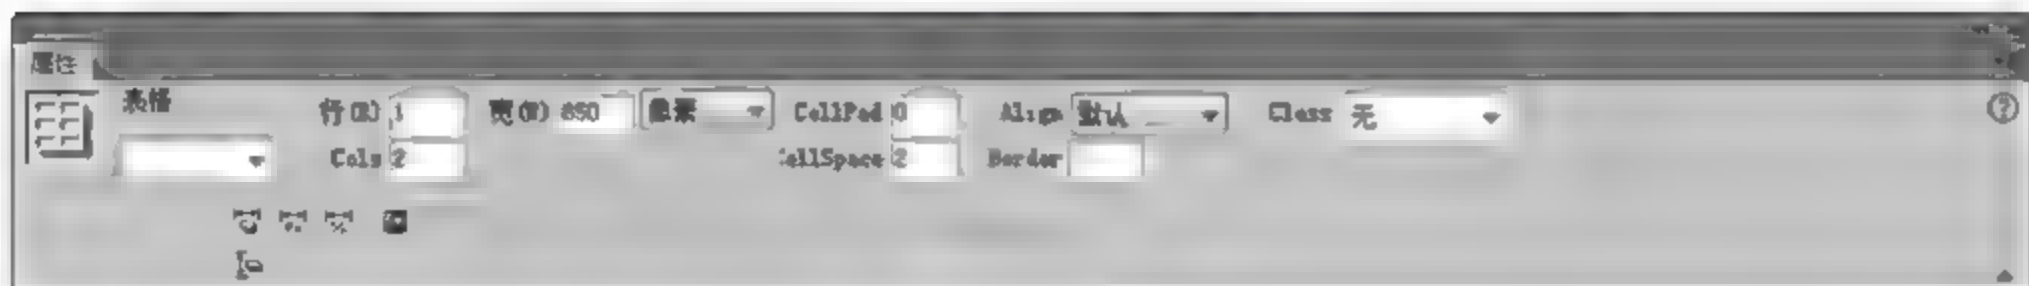 属性
表格 行(R) 1 宽(W) 650 像素 CellPad 0 Align 默认 Class 无
Cols 2 CellSpace 2 Border